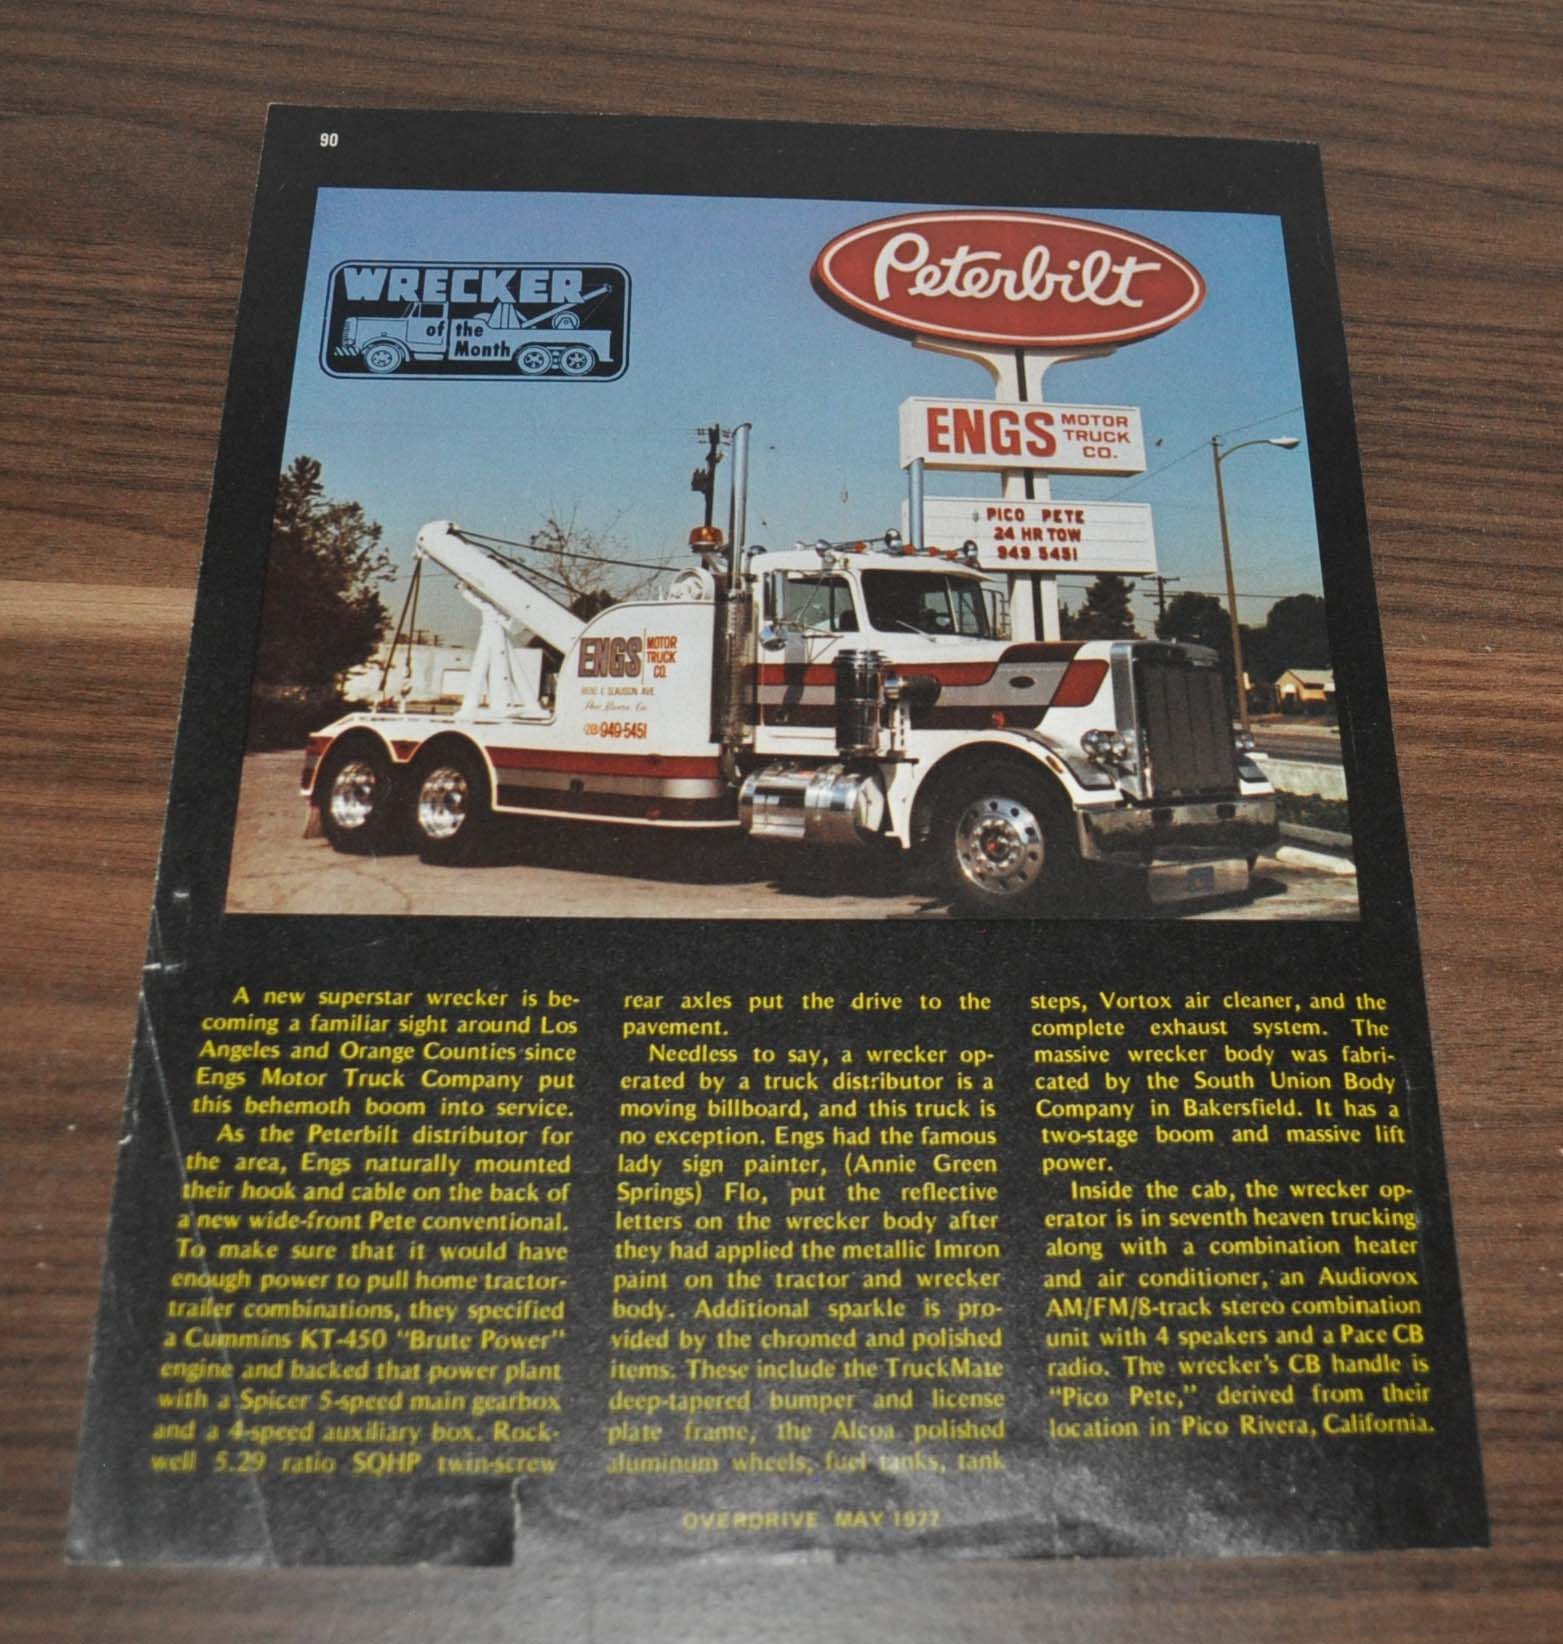 90
WRECKER
of the
Month
Peterbilt
ENGS MOTOR
TRUCK
CO.
PICO PETE
24 HR TOW
949 5451
ENGS MOTOR
TRUCK
CO.
SLAUSON AVE.
949-5451
A new superstar wrecker is be-
coming a familiar sight around Los
Angeles and Orange Counties since
Engs Motor Truck Company put
this behemoth boom into service.
As the Peterbilt distributor for
the area, Engs naturally mounted
their hook and cable on the back of
a new wide-front Pete conventional.
To make sure that it would have
enough power to pull home tractor-
trailer combinations, they specified
a Cummins KT-450 "Brute Power"
engine and backed that power plant
with a Spicer 5-speed main gearbox
and a 4-speed auxiliary box. Rock-
well 5.29 ratio SQHP twin-screw
rear axles put the drive to the
pavement.
Needless to say, a wrecker op-
erated by a truck distributor is a
moving billboard, and this truck is
no exception. Engs had the famous
lady sign painter, (Annie Green
Springs) Flo, put the reflective
letters on the wrecker body after
they had applied the metallic Imron
paint on the tractor and wrecker
body. Additional sparkle is pro-
vided by the chromed and polished
items. These include the TruckMate
deep-tapered bumper and license
plate frame, the Alcoa polished
aluminum wheels, fuel tanks, tank
steps, Vortox air cleaner, and the
complete exhaust system. The
massive wrecker body was fabri-
cated by the South Union Body
Company in Bakersfield. It has a
two-stage boom and massive lift
power.
Inside the cab, the wrecker op-
erator is in seventh heaven trucking
along with a combination heater
and air conditioner, an Audiovox
AM/FM/8-track stereo combination
unit with 4 speakers and a Pace CB
radio. The wrecker's CB handle is
"Pico Pete," derived from their
location in Pico Rivera, California.
OVERDRIVE MAY 1977